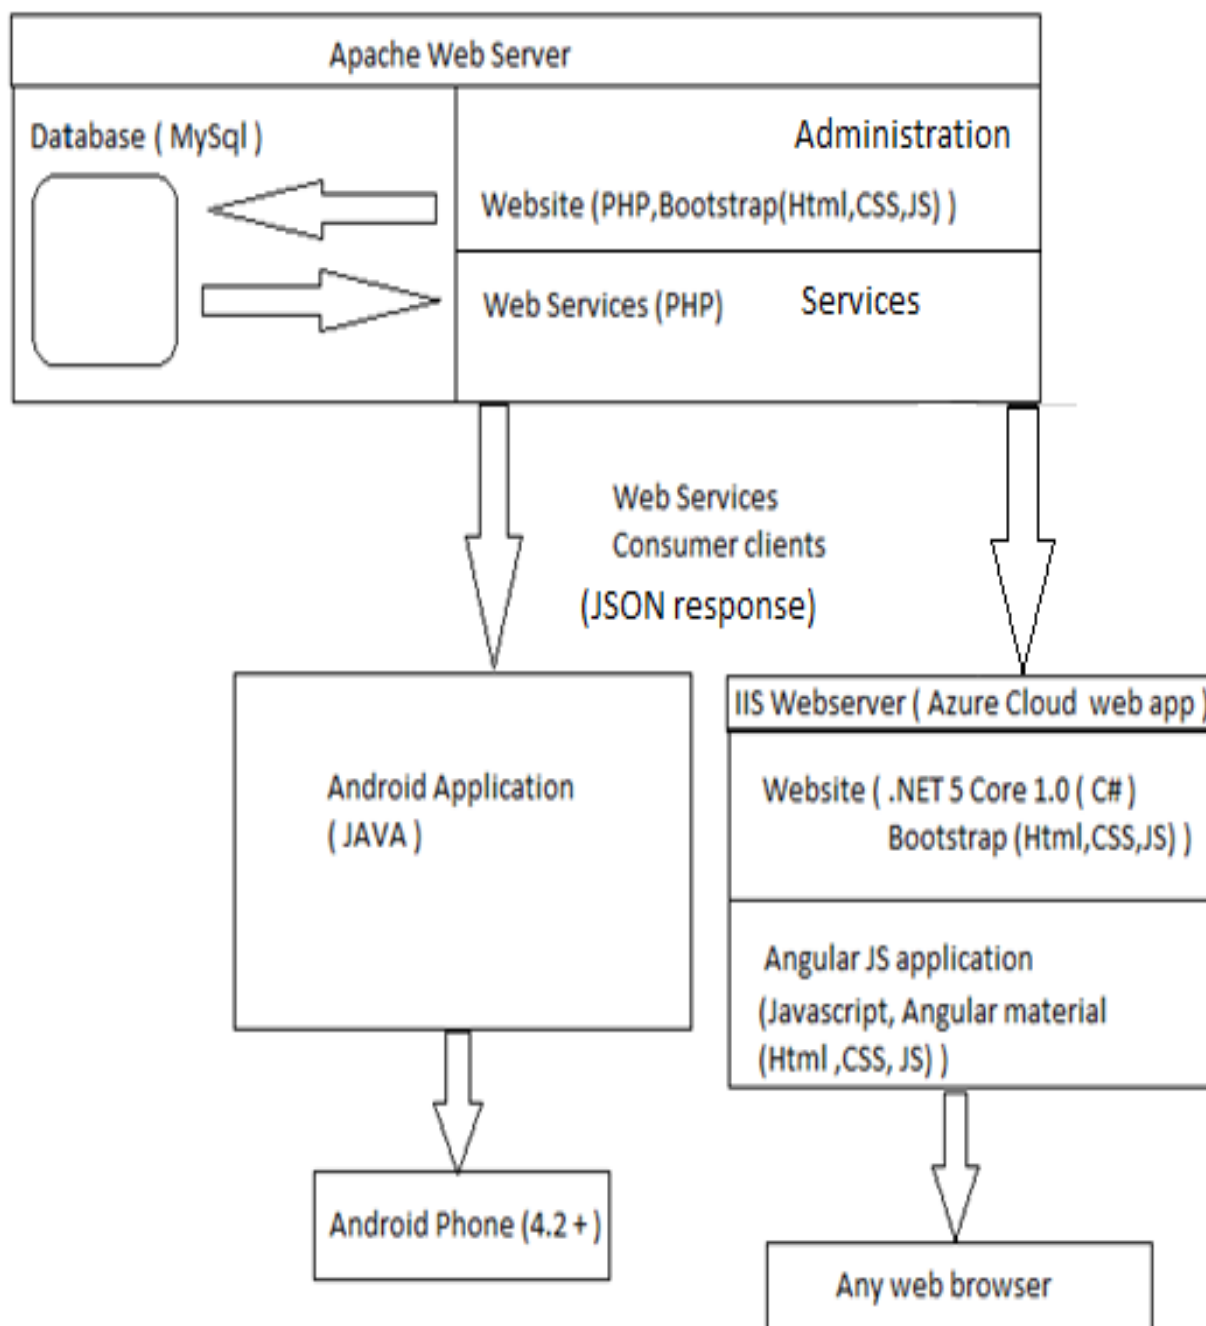 Apache Web Server
Database ( MySql )
Administration
Website (PHP,Bootstrap(Html,CSS,JS) )
Web Services (PHP)
Services
Web Services
Consumer clients
(JSON response)
Android Application
( JAVA )
IIS Webserver ( Azure Cloud web app )
Website ( .NET 5 Core 1.0 ( C# )
Bootstrap (Html,CSS,JS) )
Angular JS application
(Javascript, Angular material
(Html ,CSS, JS) )
Android Phone (4.2 + )
Any web browser